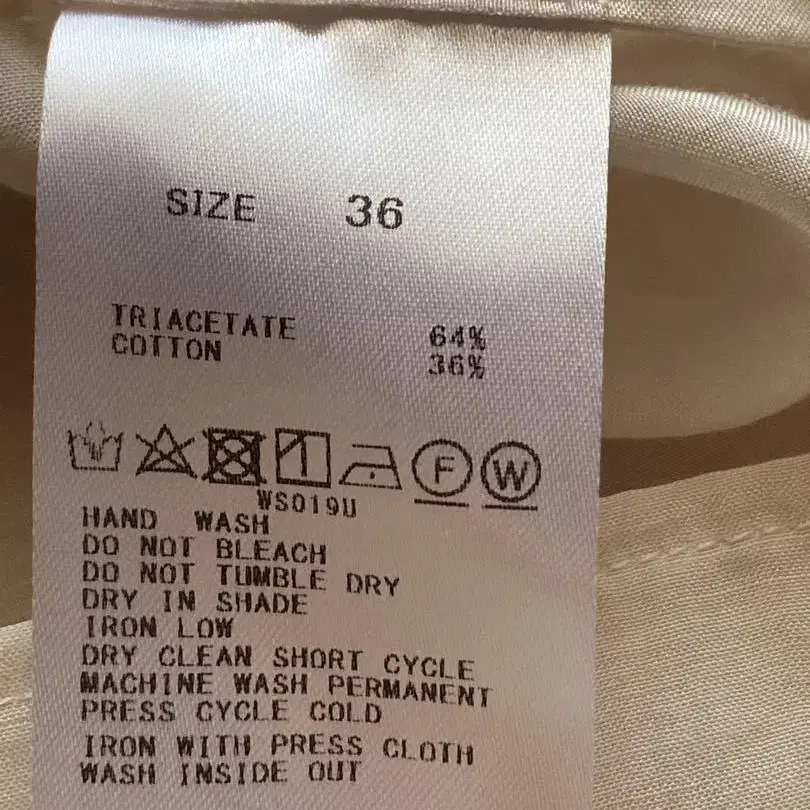 SIZE 36
TRIACETATE 64%
COTTON 36%
F W
WS019U
HAND WASH
DO NOT BLEACH
DO NOT TUMBLE DRY
DRY IN SHADE
IRON LOW
DRY CLEAN SHORT CYCLE
MACHINE WASH PERMANENT
PRESS CYCLE COLD
IRON WITH PRESS CLOTH
WASH INSIDE OUT